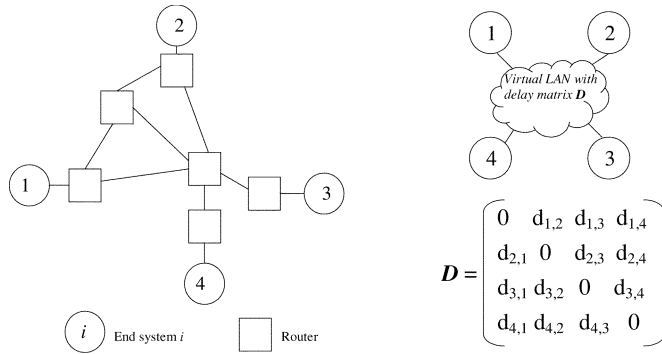 2
1
3
4
i End system i
Router
1
2
Virtual LAN with
delay matrix D
4
3
D =
0 d1,2 d1,3 d1,4
d2,1 0 d2,3 d2,4
d3,1 d3,2 0 d3,4
d4,1 d4,2 d4,3 0